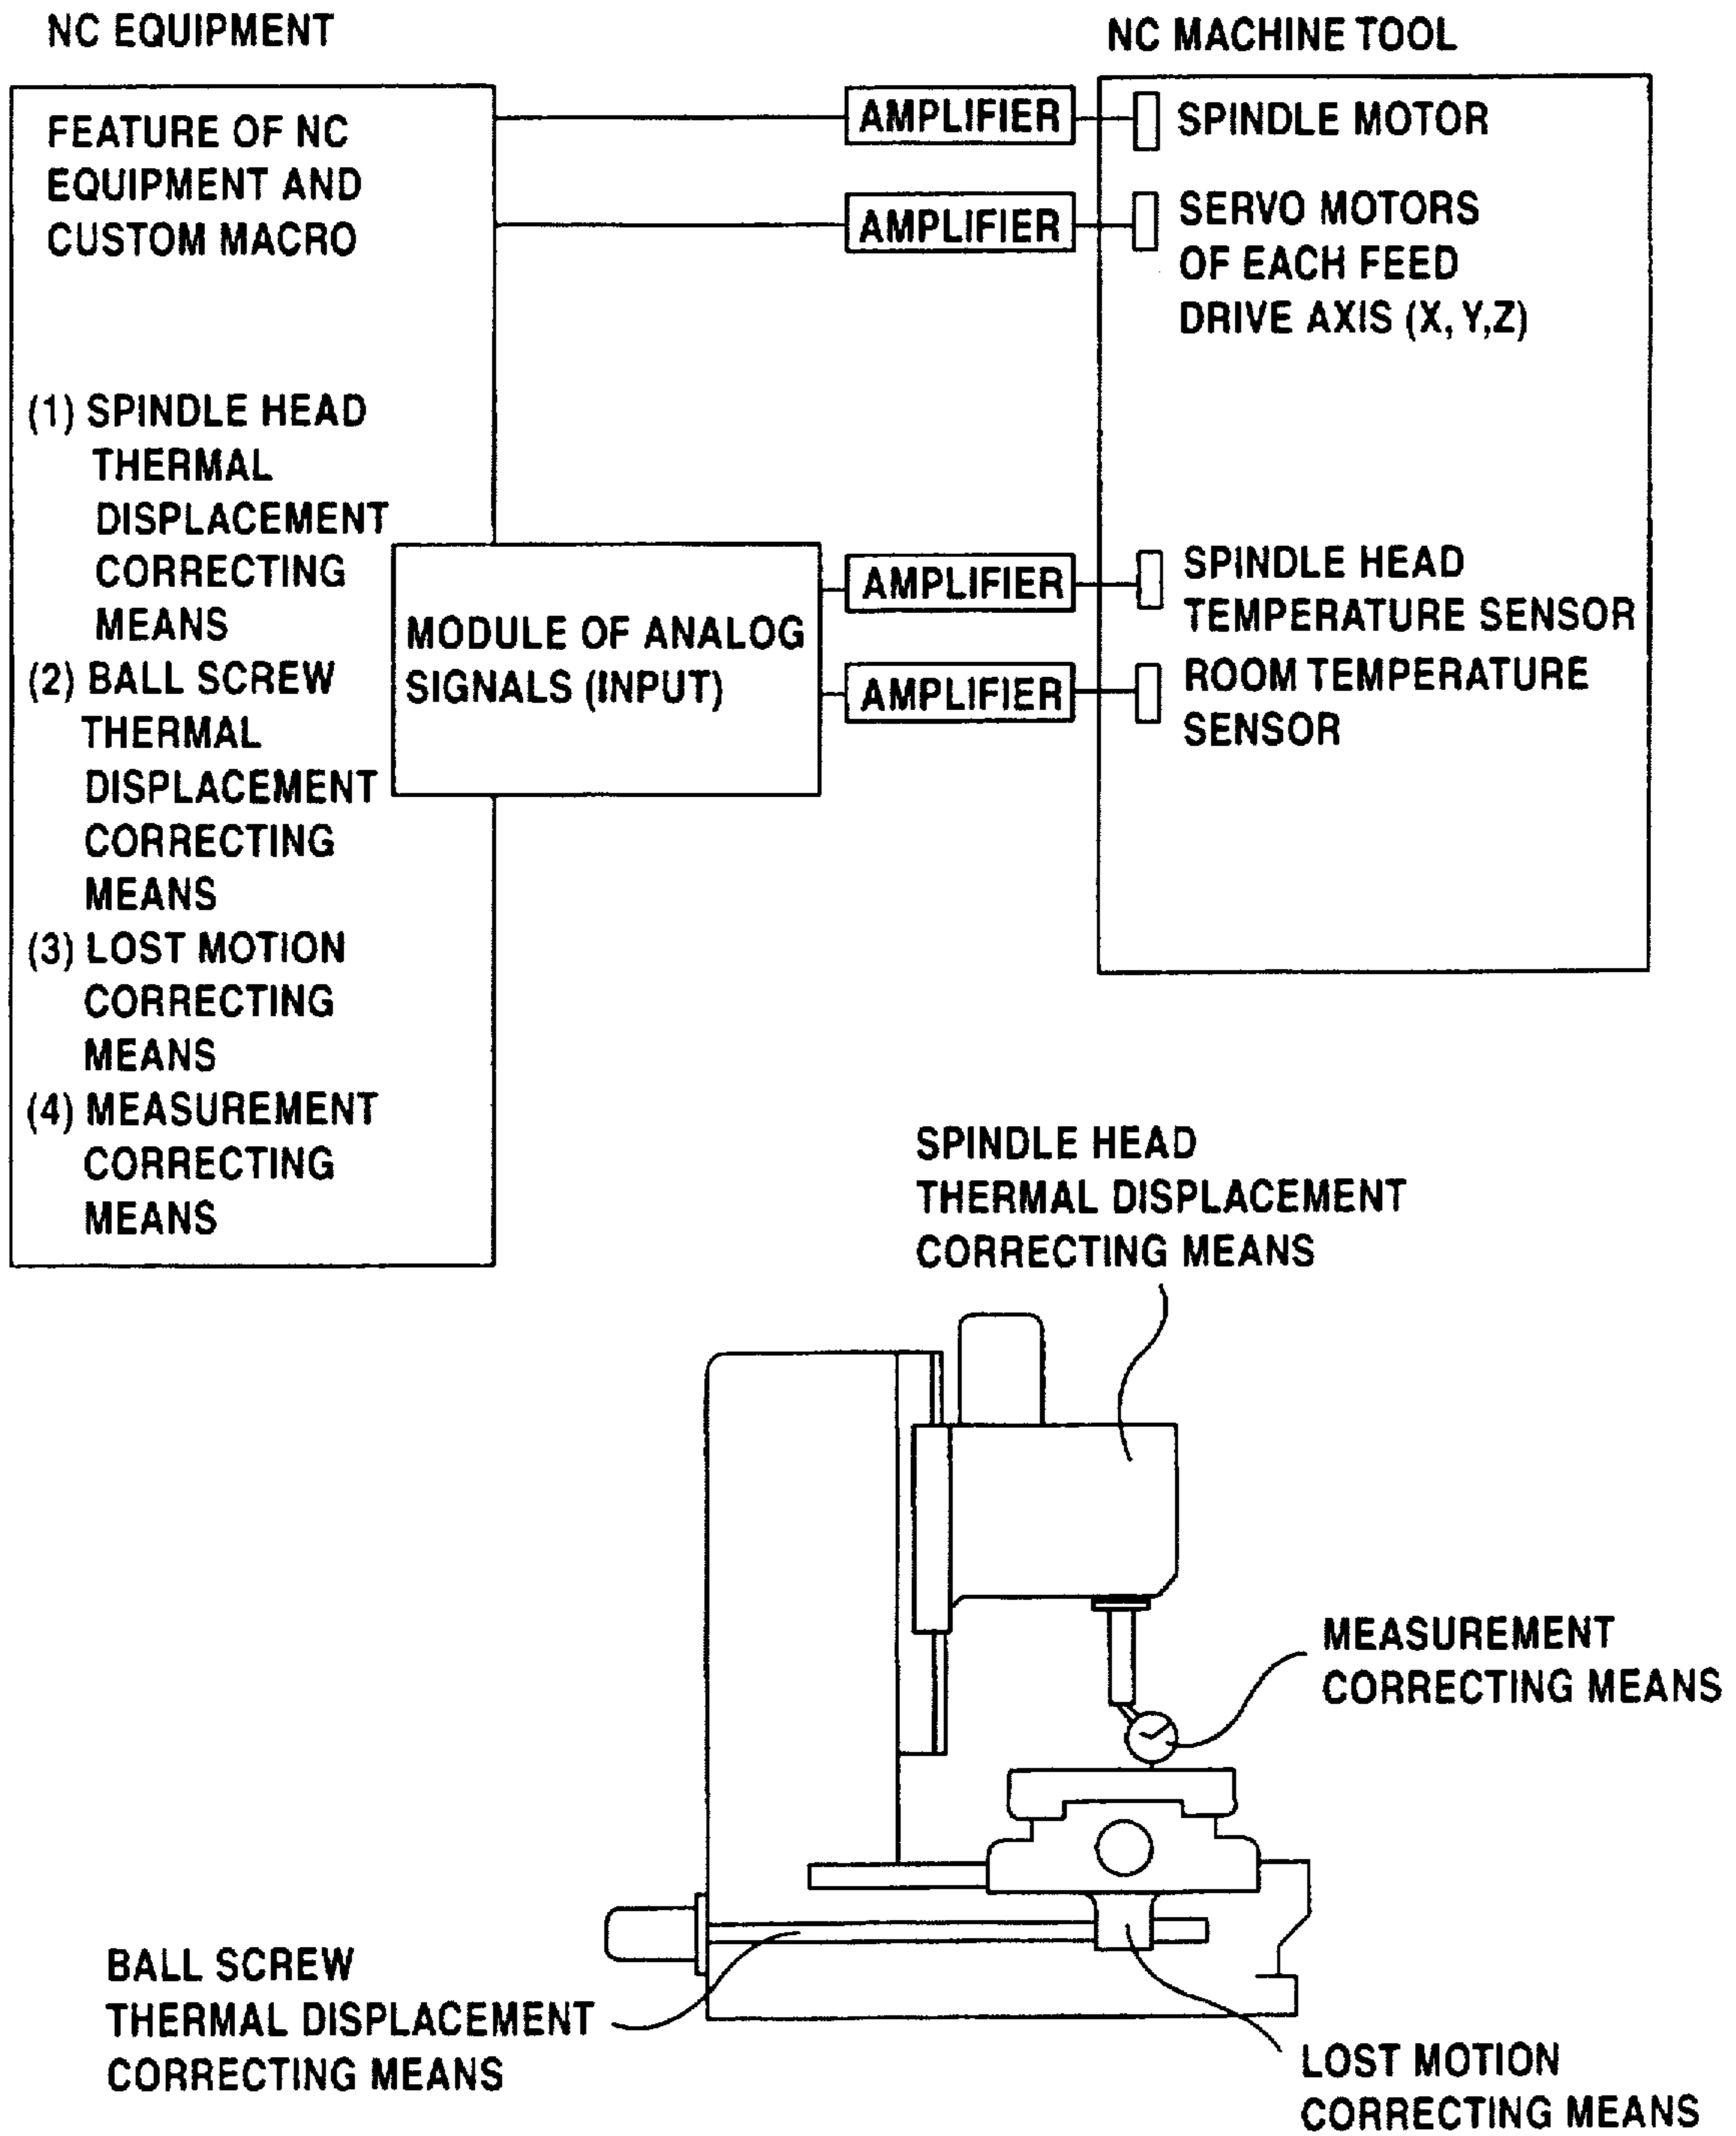 NC EQUIPMENT
FEATURE OF NC
EQUIPMENT AND
CUSTOM MACRO
(1) SPINDLE HEAD
THERMAL
DISPLACEMENT
CORRECTING
MEANS
(2) BALL SCREW
THERMAL
DISPLACEMENT
CORRECTING
MEANS
(3) LOST MOTION
CORRECTING
MEANS
(4) MEASUREMENT
CORRECTING
MEANS
MODULE OF ANALOG
SIGNALS (INPUT)
AMPLIFIER
AMPLIFIER
AMPLIFIER
AMPLIFIER
NC MACHINE TOOL
SPINDLE MOTOR
SERVO MOTORS
OF EACH FEED
DRIVE AXIS (X, Y,Z)
SPINDLE HEAD
TEMPERATURE SENSOR
ROOM TEMPERATURE
SENSOR
SPINDLE HEAD
THERMAL DISPLACEMENT
CORRECTING MEANS
MEASUREMENT
CORRECTING MEANS
BALL SCREW
THERMAL DISPLACEMENT
CORRECTING MEANS
LOST MOTION
CORRECTING MEANS